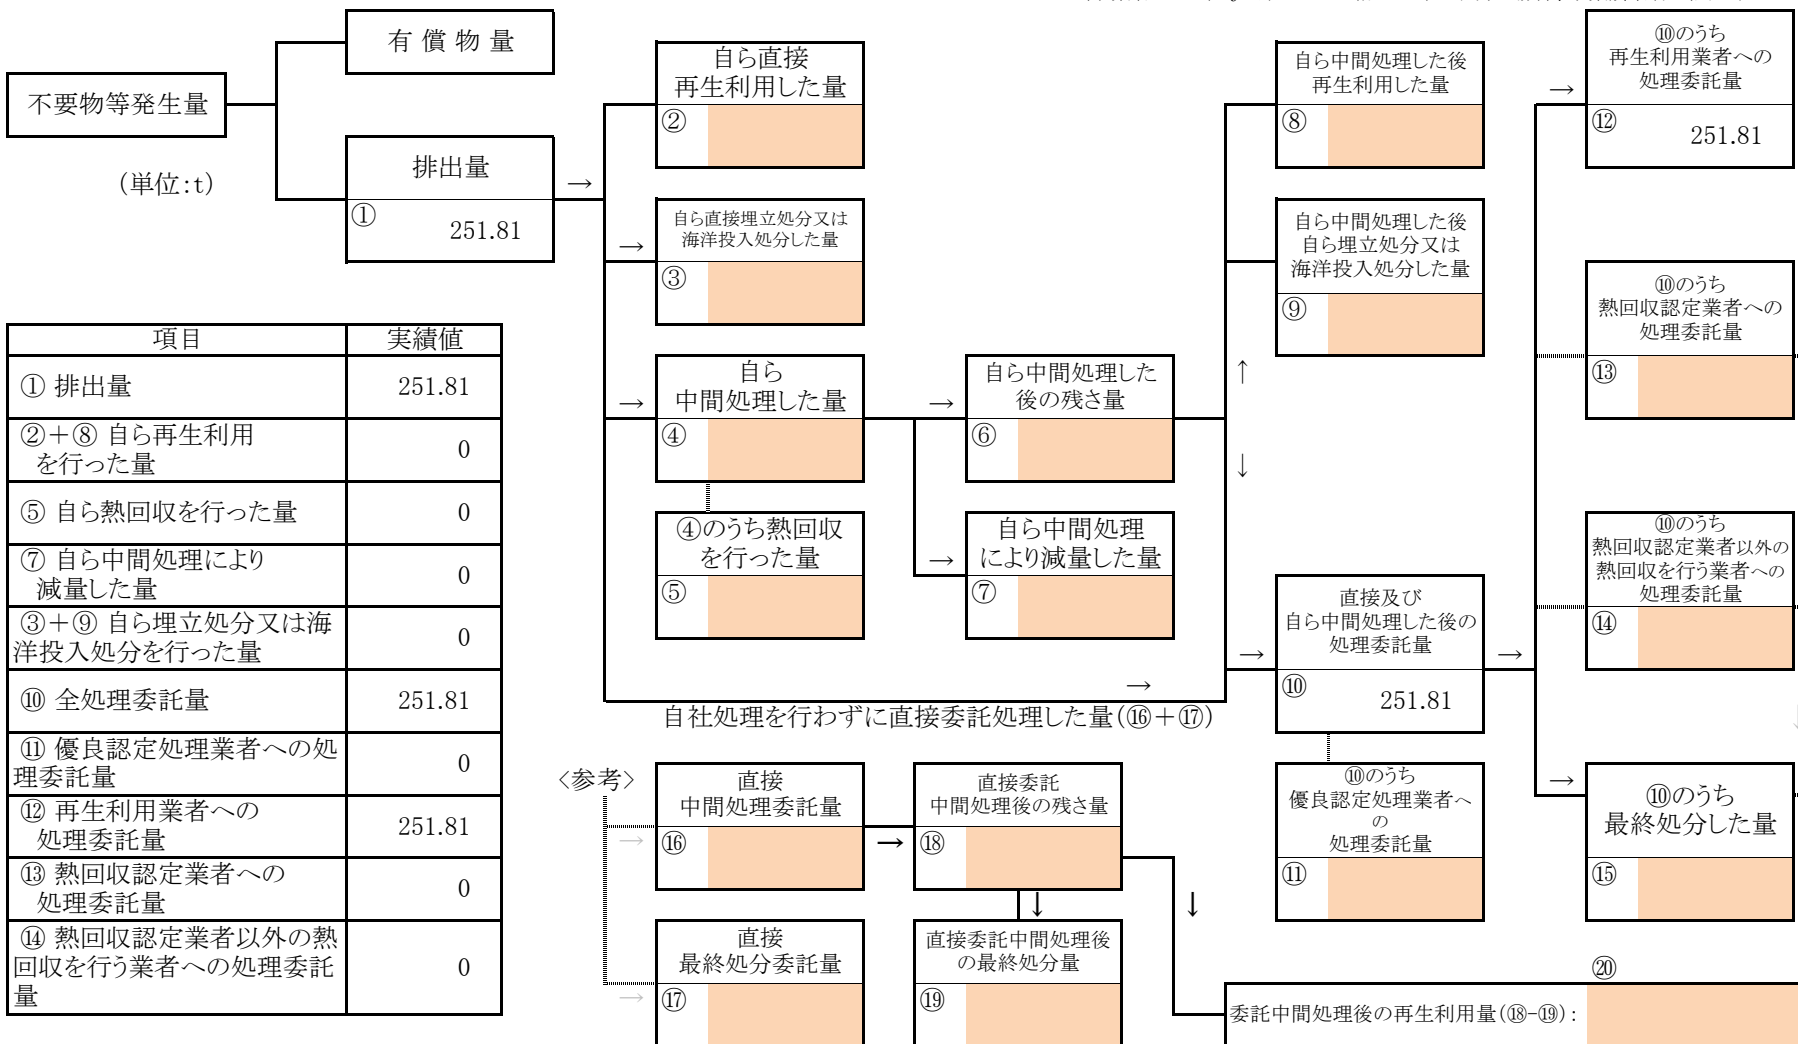 有償物量
不要物等発生量
(単位:t)
排出量
①
251.81
→
自ら直接
再生利用した量
②
→
自ら直接埋立処分又は
海洋投入処分した量
③
→
自ら
中間処理した量
④
④のうち熱回収
を行った量
⑤
→
自ら中間処理した
後の残さ量
⑥
→
自ら中間処理
により減量した量
⑦
自ら中間処理した後
再生利用した量
⑧
自ら中間処理した後
自ら埋立処分又は
海洋投入処分した量
⑨
↑
↓
→
直接及び
自ら中間処理した後の
処理委託量
⑩
251.81
→
→
自社処理を行わずに直接委託処理した量(⑯+⑰)
→
⑩のうち
再生利用業者への
処理委託量
⑫
251.81
⑩のうち
熱回収認定業者への
処理委託量
⑬
⑩のうち
熱回収認定業者以外の
熱回収を行う業者への
処理委託量
⑭
→
⑩のうち
最終処分した量
⑮
⑩のうち
優良認定処理業者へ
の
処理委託量
⑪
項目 実績値
① 排出量 251.81
②+⑧ 自ら再生利用
を行った量 0
⑤ 自ら熱回収を行った量 0
⑦ 自ら中間処理により
減量した量 0
③+⑨ 自ら埋立処分又は海
洋投入処分を行った量 0
⑩ 全処理委託量 251.81
⑪ 優良認定処理業者への処
理委託量 0
⑫ 再生利用業者への
処理委託量 251.81
⑬ 熱回収認定業者への
処理委託量 0
⑭ 熱回収認定業者以外の熱
回収を行う業者への処理委託
量 0
<参考>
→
直接
中間処理委託量
⑯
→
直接委託
中間処理後の残さ量
⑱
↓
↓
→
直接
最終処分委託量
⑰
直接委託中間処理後
の最終処分量
⑲
⑳
委託中間処理後の再生利用量(⑱-⑲):